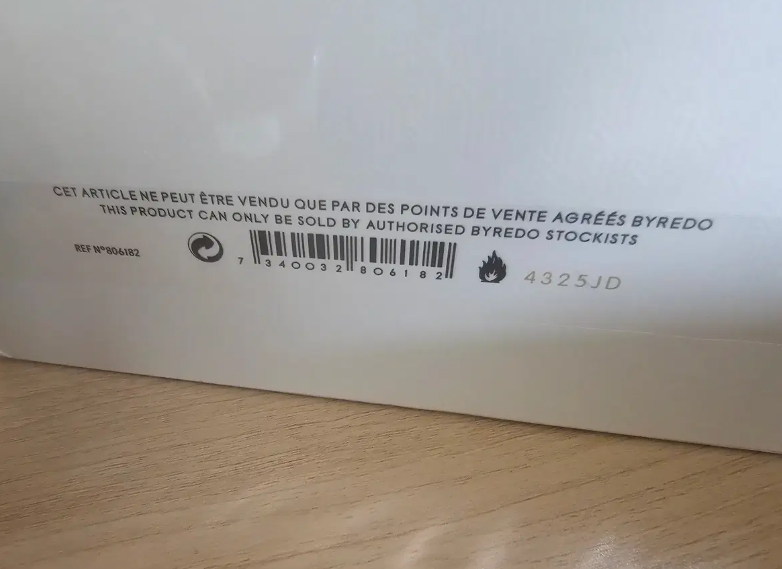 CET ARTICLE NE PEUT ÊTRE VENDU QUE PAR DES POINTS DE VENTE AGRÉÉS BYREDO
THIS PRODUCT CAN ONLY BE SOLD BY AUTHORISED BYREDO STOCKISTS
REF Nº806182
7 340032 806182
4325JD